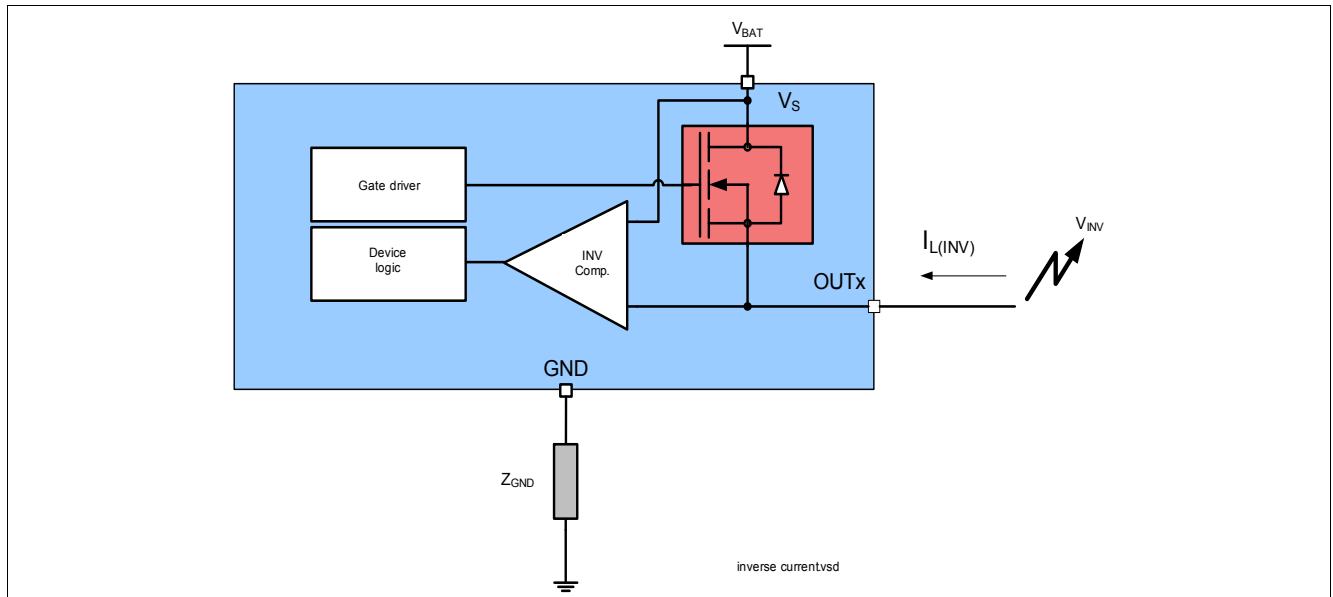 VBAT
VS
Gate driver
Device
logic
INV
Comp.
VINV
IL(INV)
OUTx
GND
ZGND
inverse current.vsd